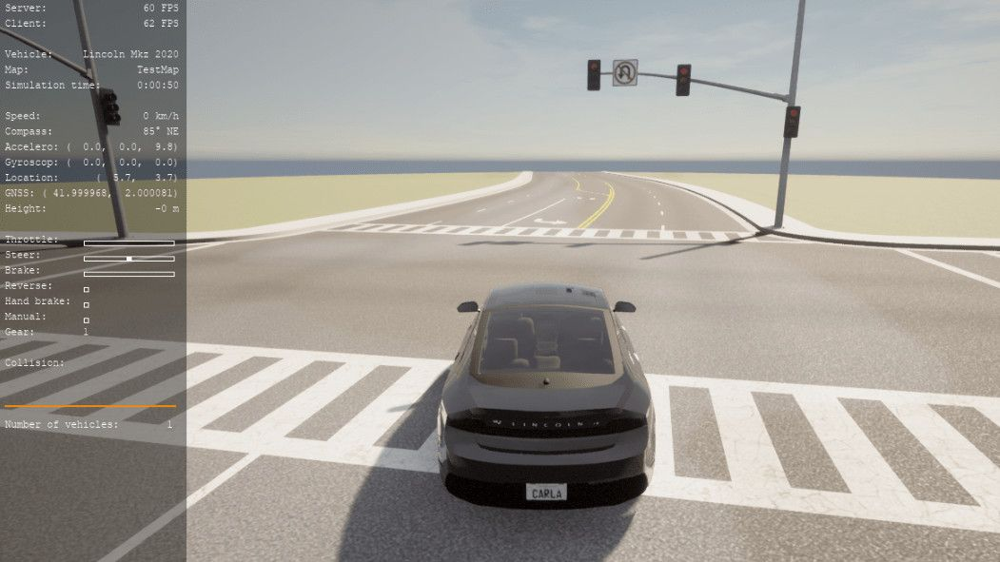 Server: 60 FPS
Client: 62 FPS
Vehicle: Lincoln Mkz 2020
Map: TestMap
Simulation time: 0:00:50
Speed: 0 km/h
Compass: 85° NE
Accelero: ( 0.0, 0.0, 9.8)
Gyroscop: ( 0.0, 0.0, 0.0)
Location: ( 5.7, 3.7)
GNSS: ( 41.999968, 2.000081)
Height: -0 m
Throttle:
Steer:
Brake:
Reverse:
Hand brake:
Manual:
Gear: 1
Collision:
Number of vehicles: 1
LINCOLN
CARLA